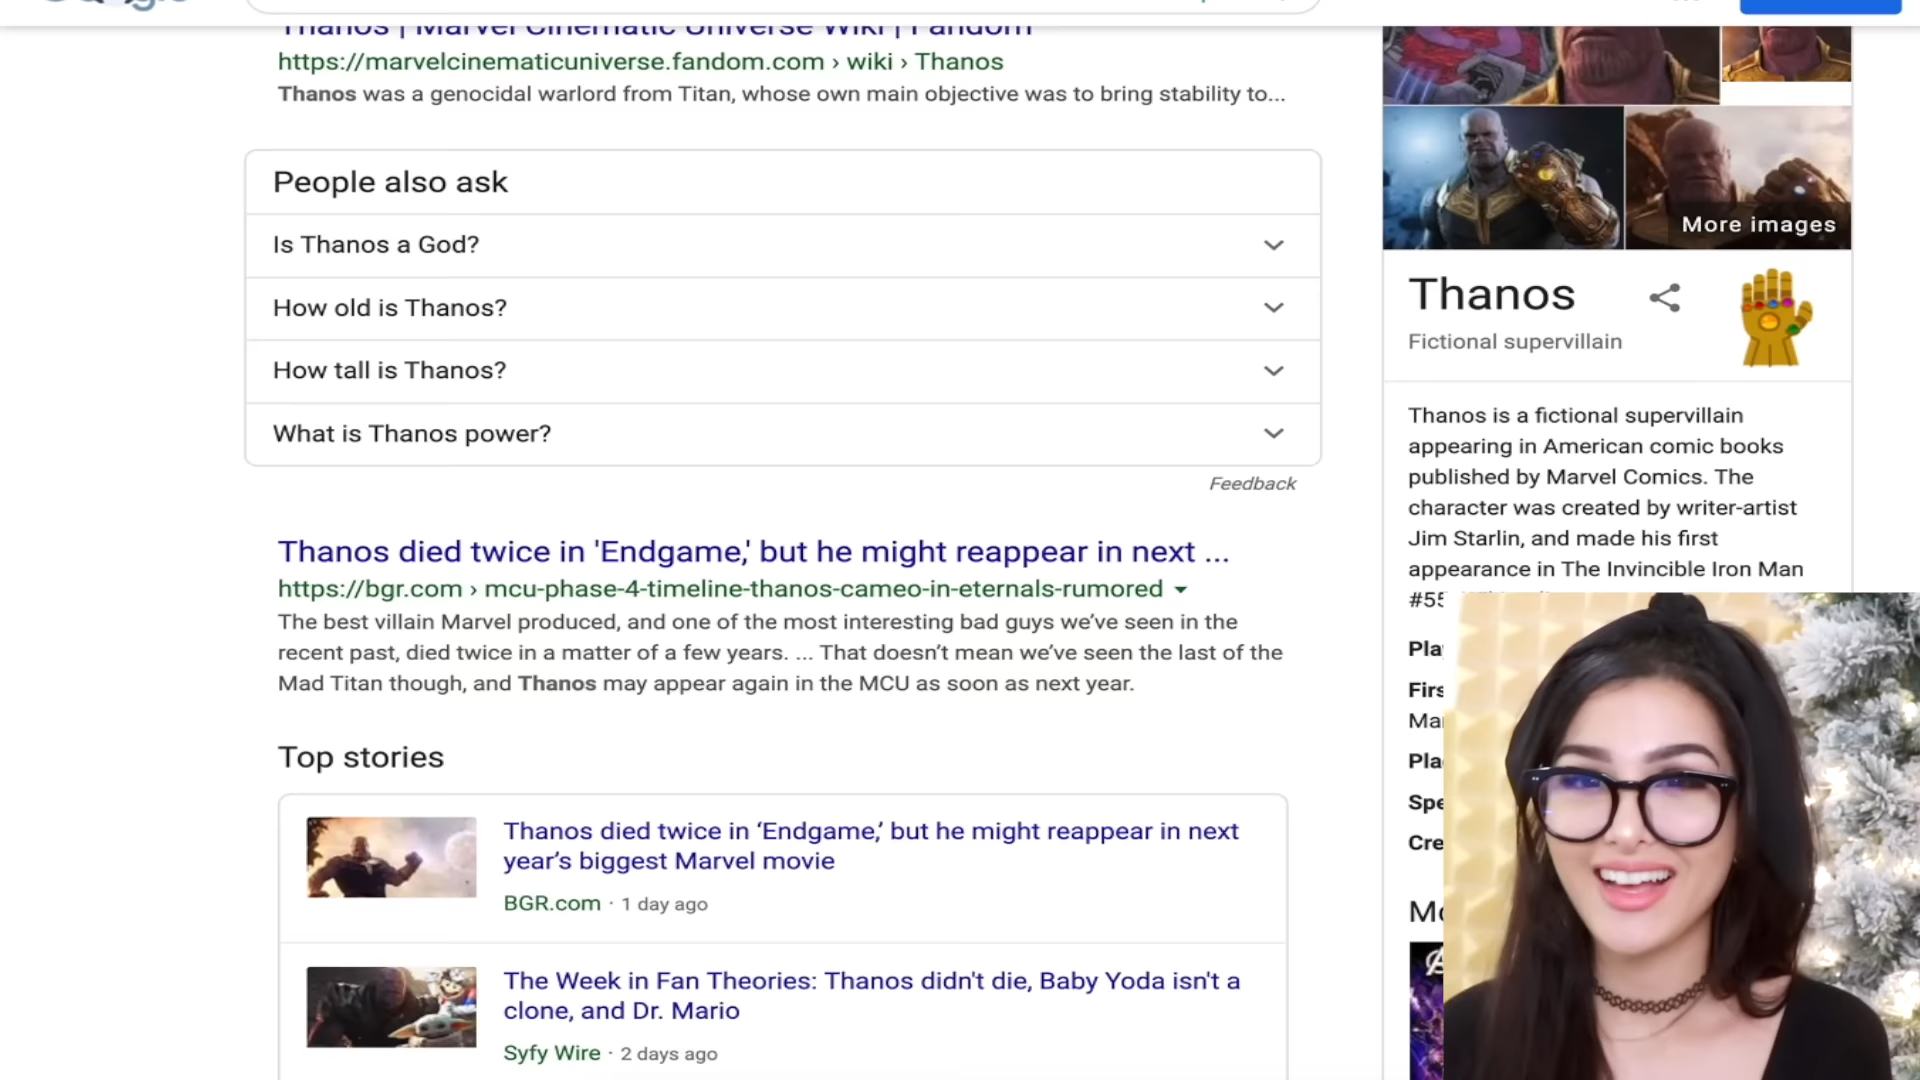 Thanos | Marvel Cinematic Universe Wiki | Fandom
https://marvelcinematicuniverse.fandom.com › wiki › Thanos
Thanos was a genocidal warlord from Titan, whose own main objective was to bring stability to...
People also ask
Is Thanos a God?
How old is Thanos?
How tall is Thanos?
What is Thanos power?
Feedback
Thanos died twice in 'Endgame,' but he might reappear in next ...
https://bgr.com › mcu-phase-4-timeline-thanos-cameo-in-eternals-rumored
The best villain Marvel produced, and one of the most interesting bad guys we’ve seen in the
recent past, died twice in a matter of a few years. ... That doesn’t mean we’ve seen the last of the
Mad Titan though, and Thanos may appear again in the MCU as soon as next year.
Top stories
Thanos died twice in ‘Endgame,’ but he might reappear in next
year’s biggest Marvel movie
BGR.com · 1 day ago
The Week in Fan Theories: Thanos didn't die, Baby Yoda isn't a
clone, and Dr. Mario
Syfy Wire · 2 days ago
More images
Thanos
Fictional supervillain
Thanos is a fictional supervillain
appearing in American comic books
published by Marvel Comics. The
character was created by writer-artist
Jim Starlin, and made his first
appearance in The Invincible Iron Man